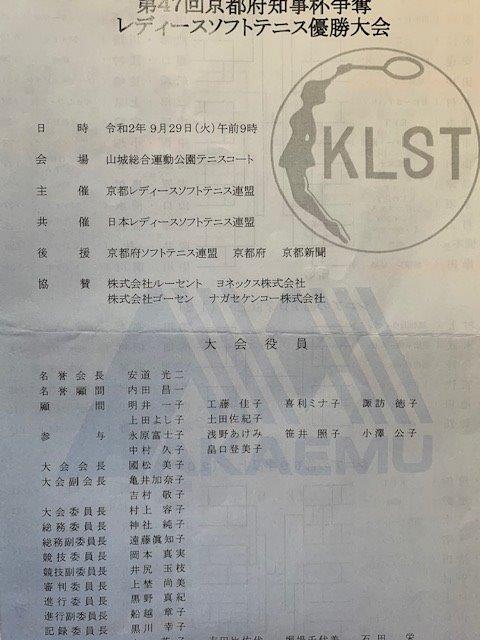 第47回京都府知事杯争奪
レディースソフトテニス優勝大会
KLST
日 時 令和2年 9月29日(火)午前9時
会 場 山城総合運動公園テニスコート
主 催 京都レディースソフトテニス連盟
共 催 日本レディースソフトテニス連盟
後 援 京都府ソフトテニス連盟 京都府 京都新聞
協 賛 株式会社ルーセント ヨネックス株式会社
株式会社ゴーセン ナガセケンコー株式会社
大 会 役 員
名誉会長 安道 光二
名誉顧問 内田 昌一
顧 問 明井 一子 工藤 佳子 喜利ミナ子 諏訪 徳子
上田よし子 土田佐紀子
参 与 永原富士子 浅野あけみ 笹井 照子 小澤 公子
中村 久子 畠口登美子
AKAEMU
大会会長 國松 美子
大会副会長 亀井加奈子
吉村 敬子
大会委員長 村上 容子
総務委員長 神社 純子
総務副委員長 遠藤眞知子
競技委員長 岡本 真実
競技副委員長 井尻 玉枝
審判委員長 上埜 尚美
進行委員長 黒野 真紀
進行副委員長 船越 章子
記録委員長 黒川 幸子